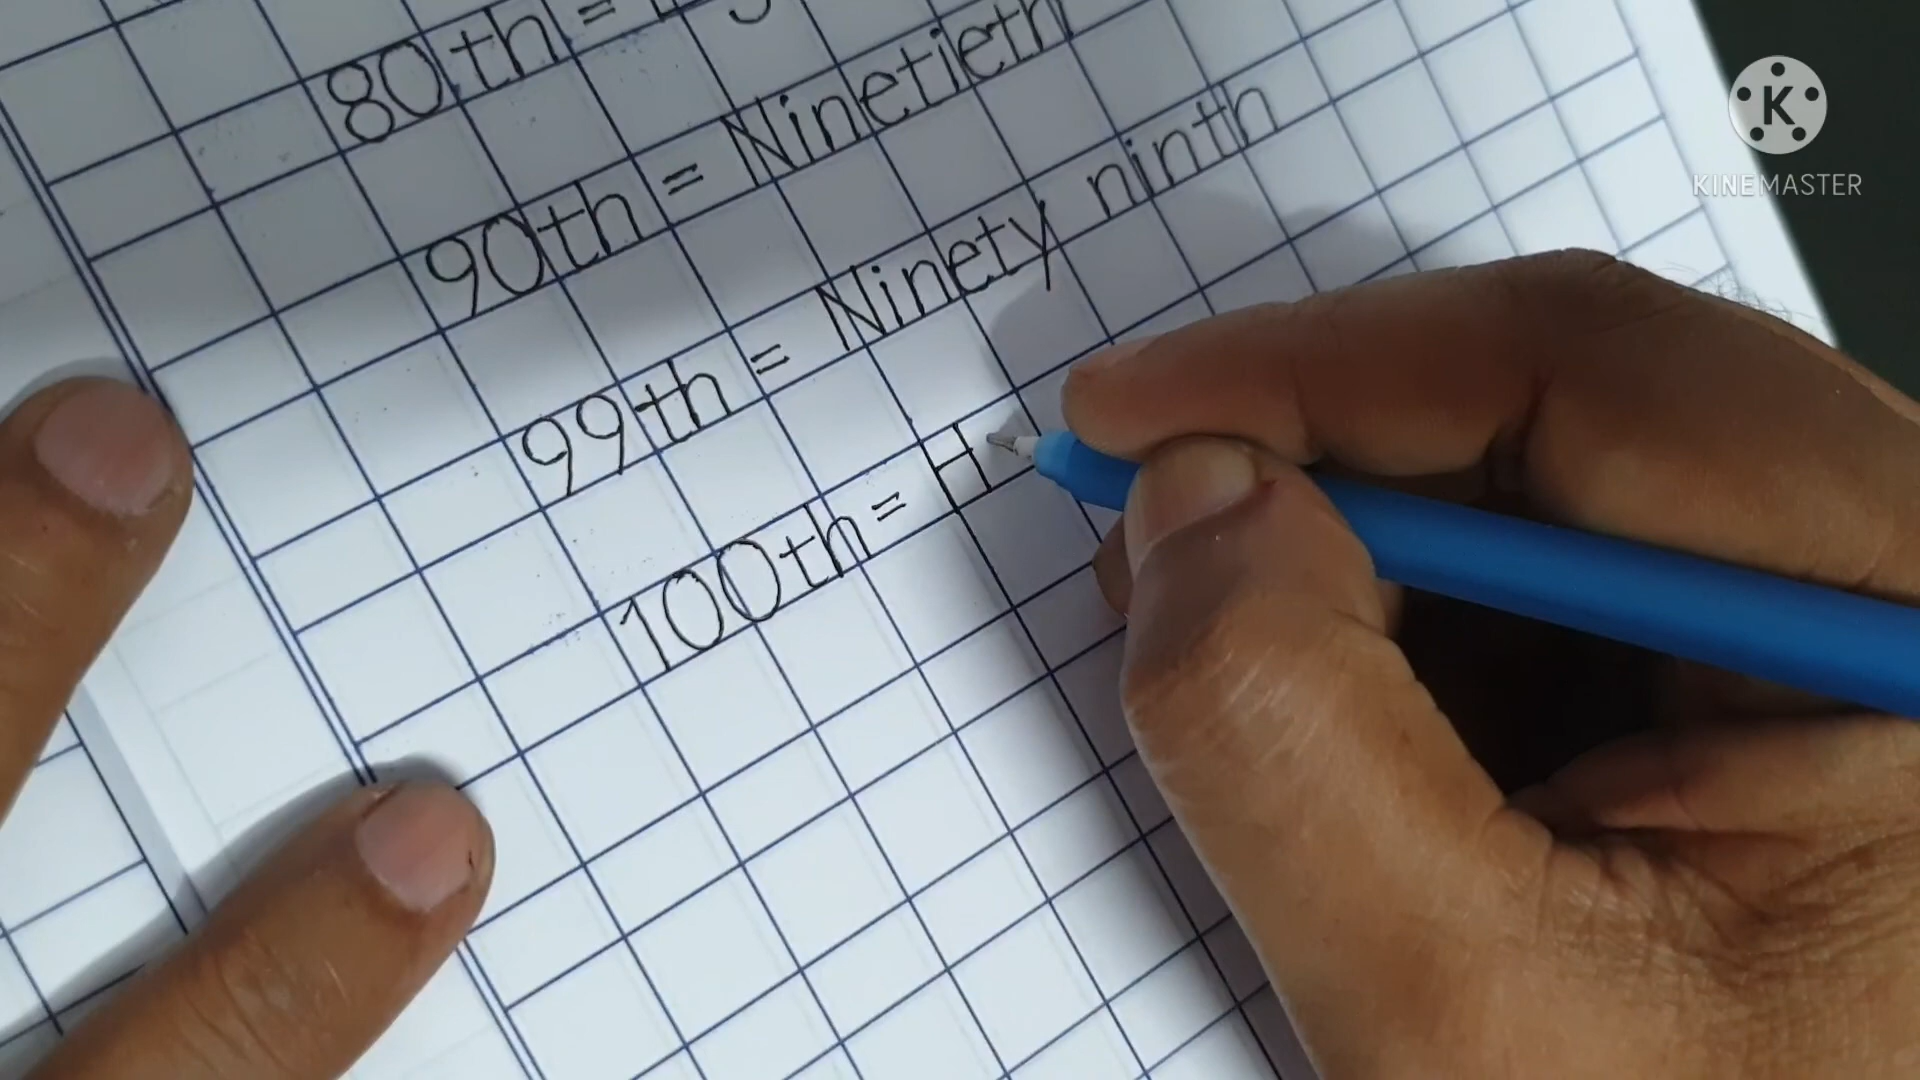 80th =
90th = Ninetieth
99th = Ninety ninth
100th = H
K
KINEMASTER